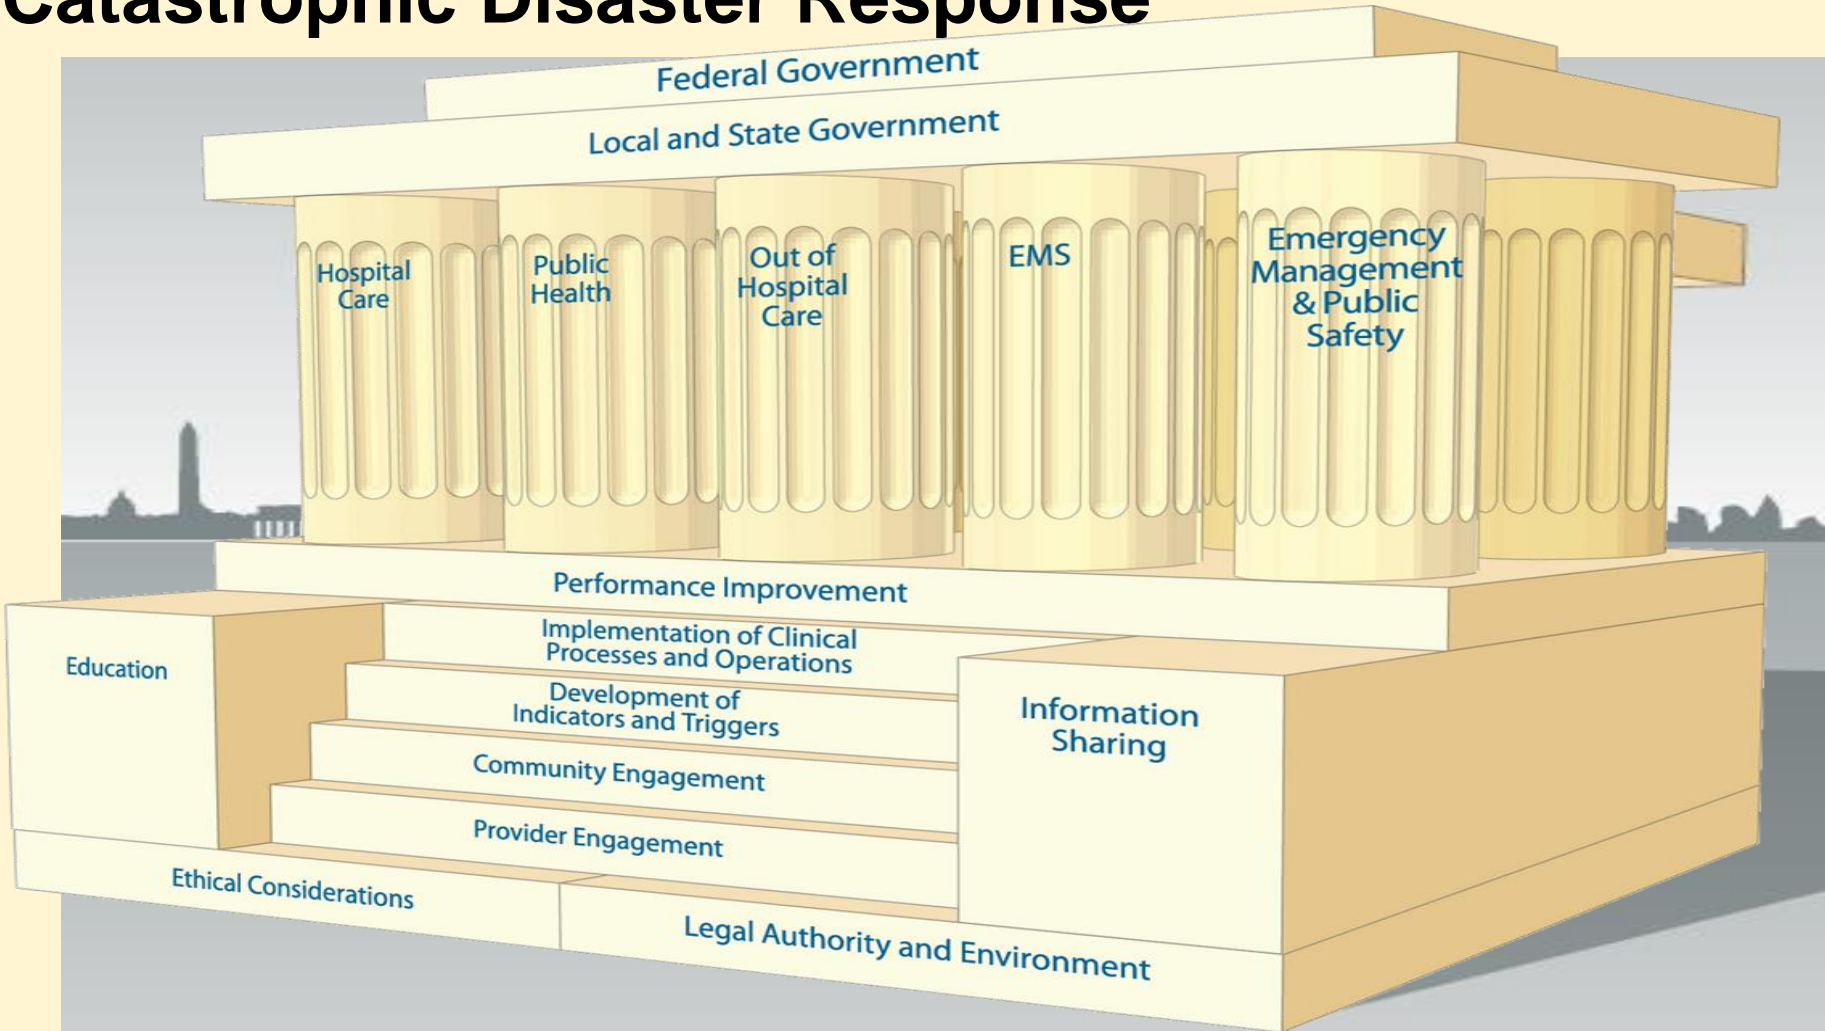 Catastrophic Disaster Response
Federal Government
Local and State Government
Hospital
Care
Public
Health
Out of
Hospital
Care
EMS
Emergency
Management
& Public
Safety
Performance Improvement
Implementation of Clinical
Processes and Operations
Development of
Indicators and Triggers
Community Engagement
Provider Engagement
Education
Information
Sharing
Ethical Considerations
Legal Authority and Environment